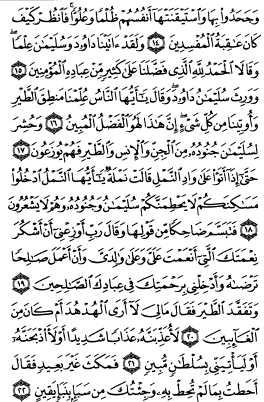 وَجَحَدُوا۟ بِهَا وَٱسْتَيْقَنَتْهَآ أَنفُسُهُمْ ظُلْمًا وَعُلُوًّا ۚ فَٱنظُرْ كَيْفَ
كَانَ عَٰقِبَةُ ٱلْمُفْسِدِينَ ١٤ وَلَقَدْ ءَاتَيْنَا دَاوُۥدَ وَسُلَيْمَٰنَ عِلْمًا ۖ
وَقَالَا ٱلْحَمْدُ لِلَّهِ ٱلَّذِى فَضَّلَنَا عَلَىٰ كَثِيرٍ مِّنْ عِبَادِهِ ٱلْمُؤْمِنِينَ ١٥
وَوَرِثَ سُلَيْمَٰنُ دَاوُۥدَ ۖ وَقَالَ يَٰٓأَيُّهَا ٱلنَّاسُ عُلِّمْنَا مَنطِقَ ٱلطَّيْرِ
وَأُوتِينَا مِن كُلِّ شَىْءٍ ۖ إِنَّ هَٰذَا لَهُوَ ٱلْفَضْلُ ٱلْمُبِينُ ١٦ وَحُشِرَ
لِسُلَيْمَٰنَ جُنُودُهُۥ مِنَ ٱلْجِنِّ وَٱلْإِنسِ وَٱلطَّيْرِ فَهُمْ يُوزَعُونَ ١٧
حَتَّىٰٓ إِذَآ أَتَوْا۟ عَلَىٰ وَادِ ٱلنَّمْلِ قَالَتْ نَمْلَةٌ يَٰٓأَيُّهَا ٱلنَّمْلُ ٱدْخُلُوا۟
مَسَٰكِنَكُمْ لَا يَحْطِمَنَّكُمْ سُلَيْمَٰنُ وَجُنُودُهُۥ وَهُمْ لَا يَشْعُرُونَ
١٨ فَتَبَسَّمَ ضَاحِكًا مِّن قَوْلِهَا وَقَالَ رَبِّ أَوْزِعْنِىٓ أَنْ أَشْكُرَ
نِعْمَتَكَ ٱلَّتِىٓ أَنْعَمْتَ عَلَىَّ وَعَلَىٰ وَٰلِدَىَّ وَأَنْ أَعْمَلَ صَٰلِحًا
تَرْضَىٰهُ وَأَدْخِلْنِى بِرَحْمَتِكَ فِى عِبَادِكَ ٱلصَّٰلِحِينَ ١٩
وَتَفَقَّدَ ٱلطَّيْرَ فَقَالَ مَالِىَ لَآ أَرَى ٱلْهُدْهُدَ أَمْ كَانَ مِنَ
ٱلْغَآئِبِينَ ٢٠ لَأُعَذِّبَنَّهُۥ عَذَابًا شَدِيدًا أَوْ لَأَا۟ذْبَحَنَّهُۥٓ
أَوْ لَيَأْتِيَنِّى بِسُلْطَٰنٍ مُّبِينٍ ٢١ فَمَكَثَ غَيْرَ بَعِيدٍ فَقَالَ
أَحَطتُ بِمَا لَمْ تُحِطْ بِهِۦ وَجِئْتُكَ مِن سَبَإٍۭ بِنَبَإٍ يَقِينٍ ٢٢